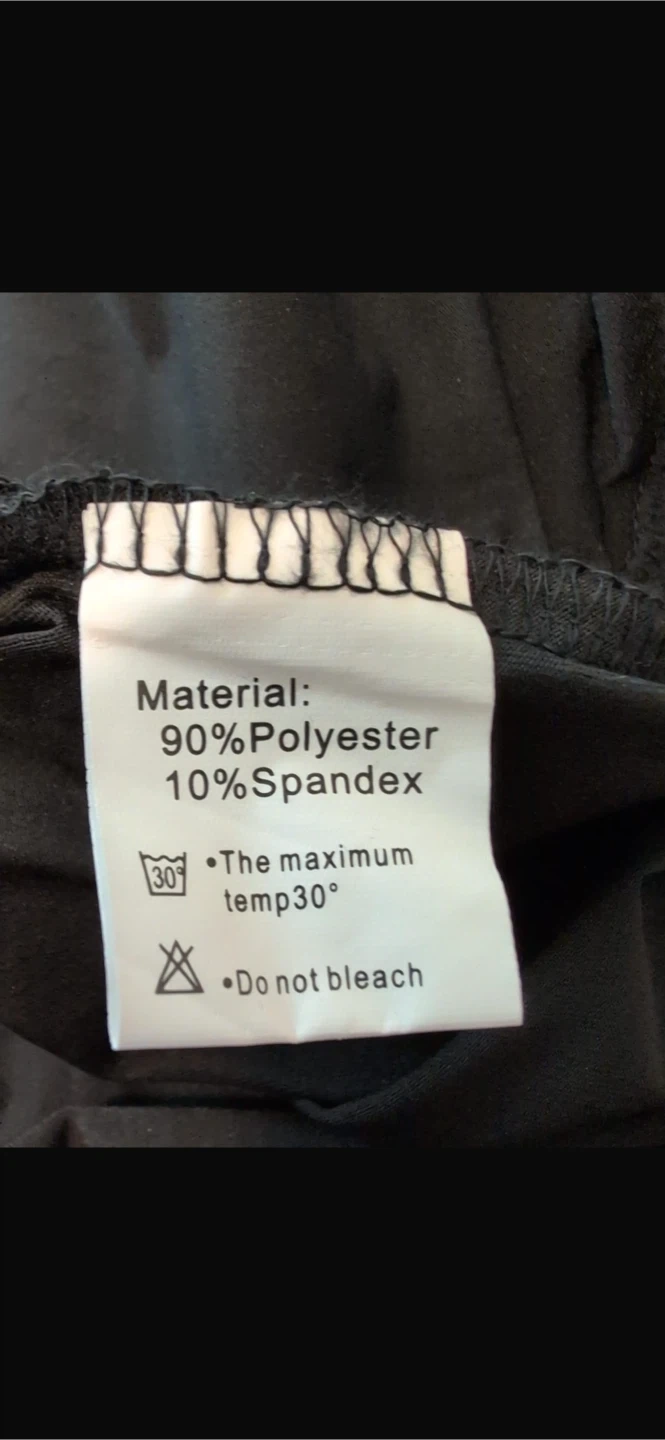 Material:
90%Polyester
10%Spandex
30°
•The maximum
temp30°
•Do not bleach